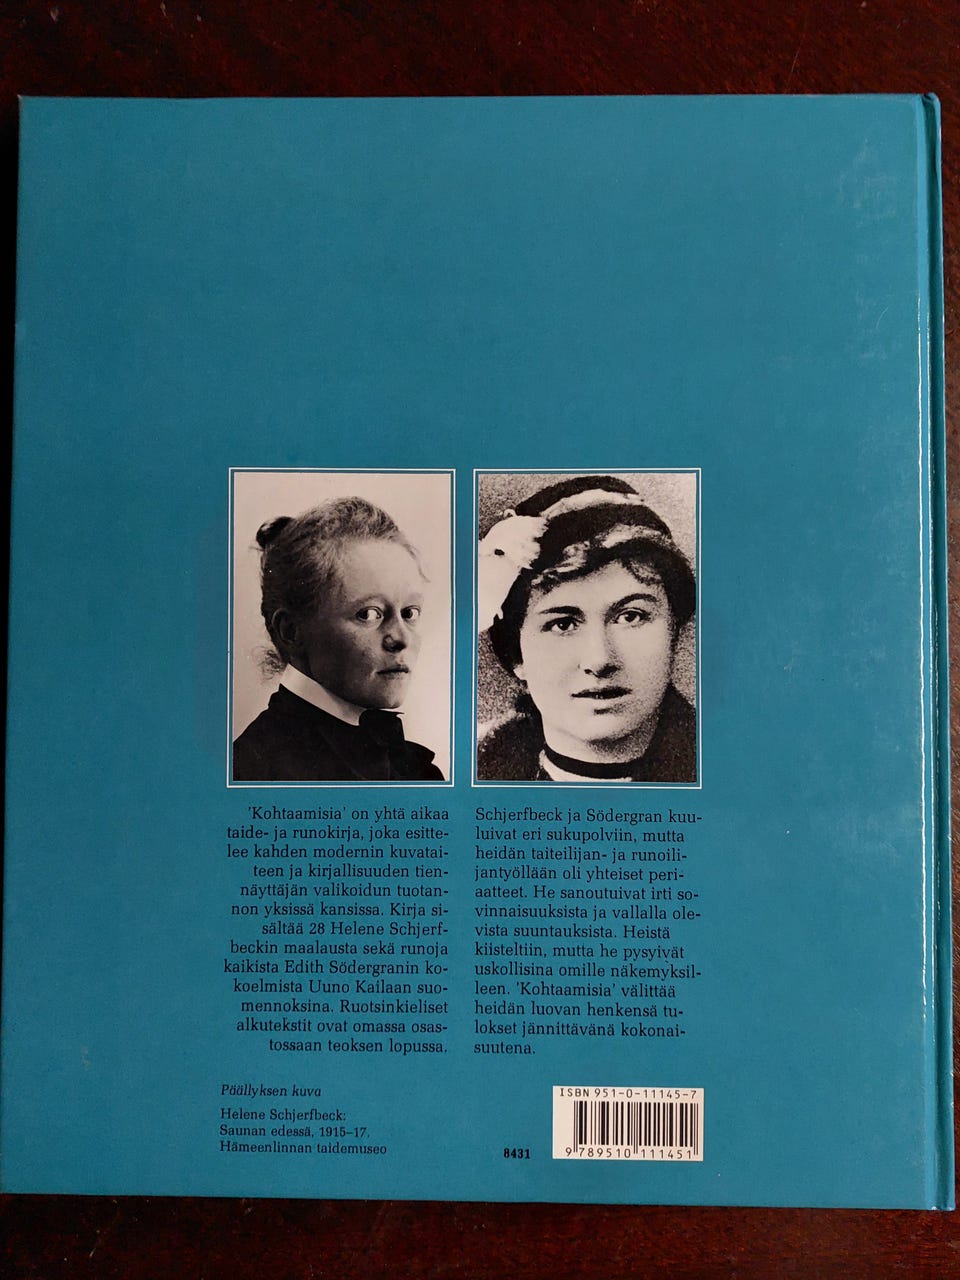 'Kohtaamisia' on yhtä aikaa
taide- ja runokirja, joka esitte-
lee kahden modernin kuvatai-
teen ja kirjallisuuden tien-
näyttäjän valikoidun tuotan-
non yksissä kansissa. Kirja si-
sältää 28 Helene Schjerf-
beckin maalausta sekä runoja
kaikista Edith Södergranin ko-
koelmista Uuno Kailaan suo-
mennoksina. Ruotsinkieliset
alkutekstit ovat omassa osas-
tossaan teoksen lopussa.
Schjerfbeck ja Södergran kuu-
luivat eri sukupolviin, mutta
heidän taiteilijan- ja runoili-
jantyöllään oli yhteiset peri-
aatteet. He sanoutuivat irti so-
vinnaisuuksista ja vallalla ole-
vista suuntauksista. Heistä
kiisteltiin, mutta he pysyivät
uskollisina omille näkemyksil-
leen. 'Kohtaamisia' välittää
heidän luovan henkensä tu-
lokset jännittävänä kokonai-
suutena.
Päällyksen kuva
Helene Schjerfbeck:
Saunan edessä, 1915–17,
Hämeenlinnan taidemuseo
8431
ISBN 951-0-11145-7
9 789510 111451